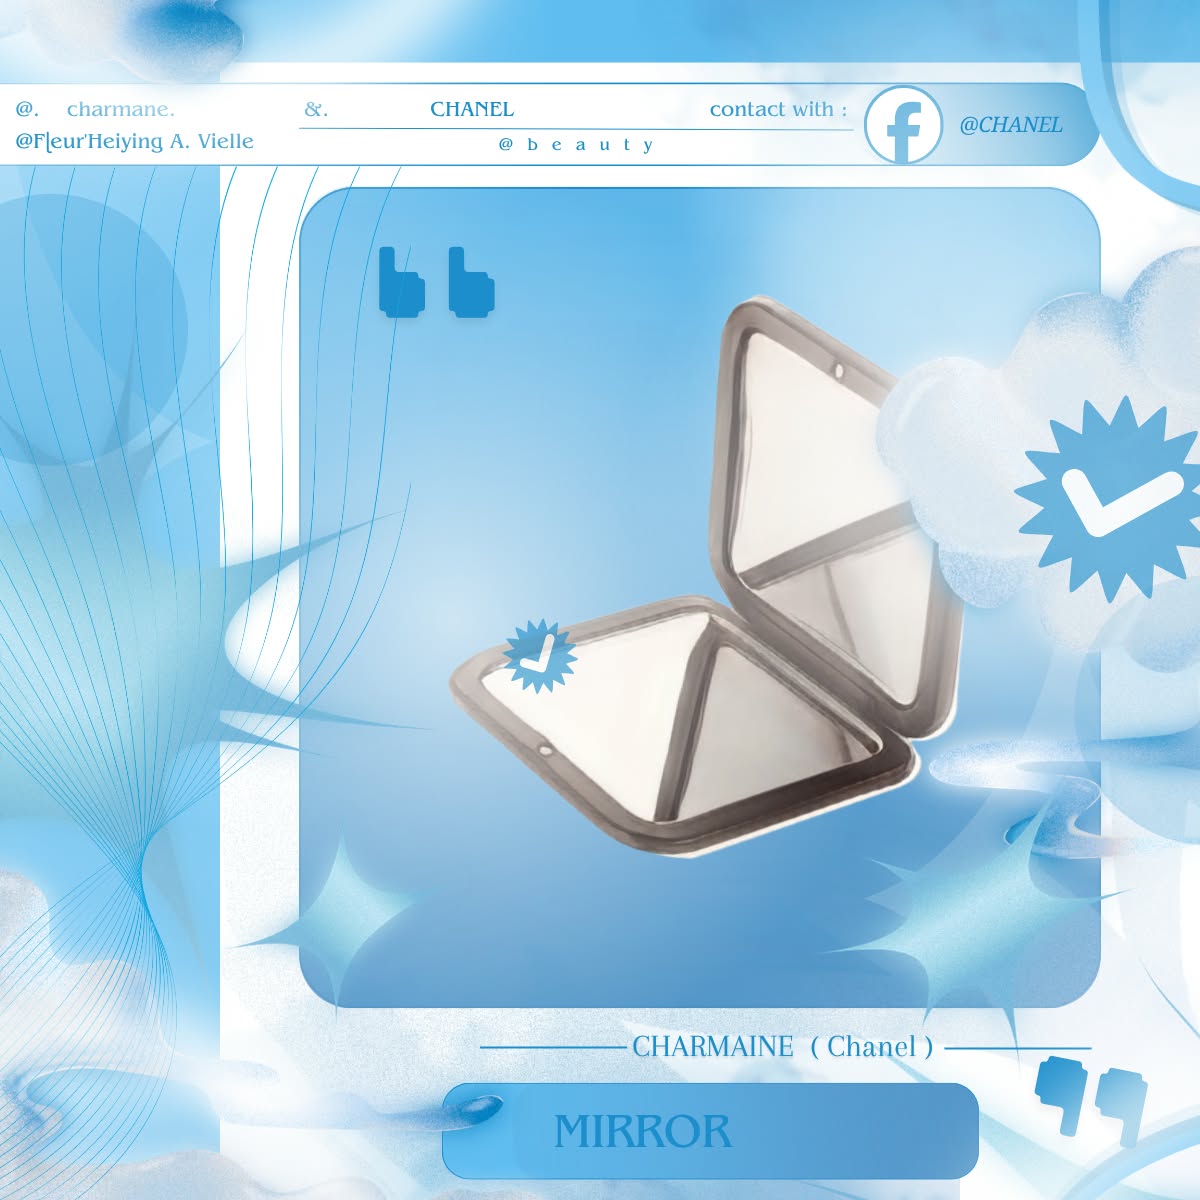 @. charmane. &. CHANEL contact with :
@CHANEL
@Fleur'Heiying A. Vielle
@ b e a u t y
CHARMAINE ( Chanel )
MIRROR